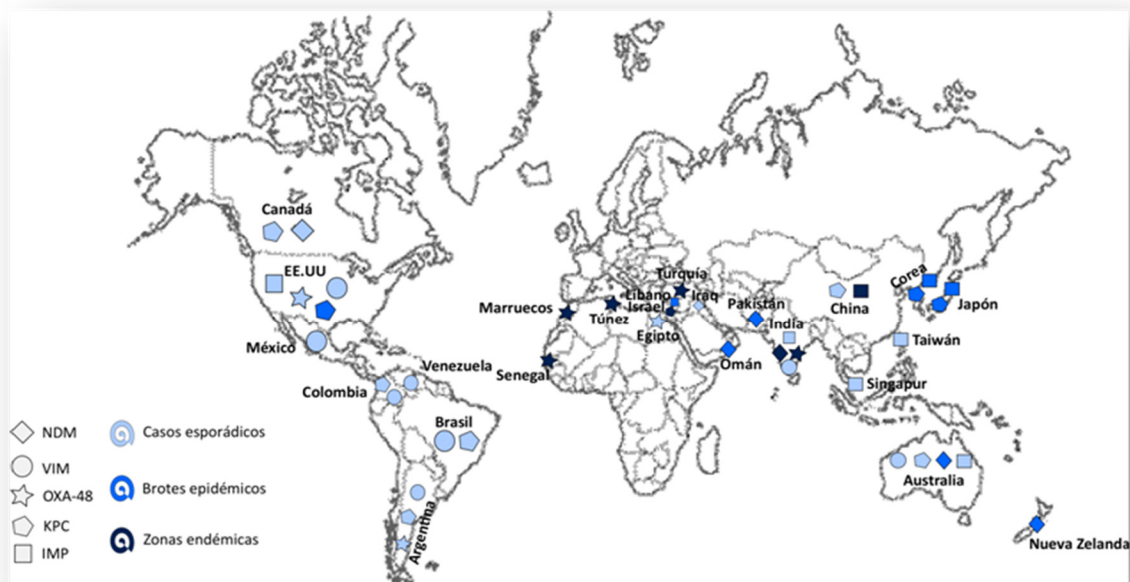 Canadá
EE.UU
México
Venezuela
Colombia
Brasil
Argentina
Marruecos
Túnez
Senegal
Turquía
Líbano
Iraq
Israel
Egipto
Pakistán
India
Omán
China
Corea
Japón
Taiwán
Singapur
Australia
Nueva Zelanda
NDM
VIM
OXA-48
KPC
IMP
Casos esporádicos
Brotes epidémicos
Zonas endémicas